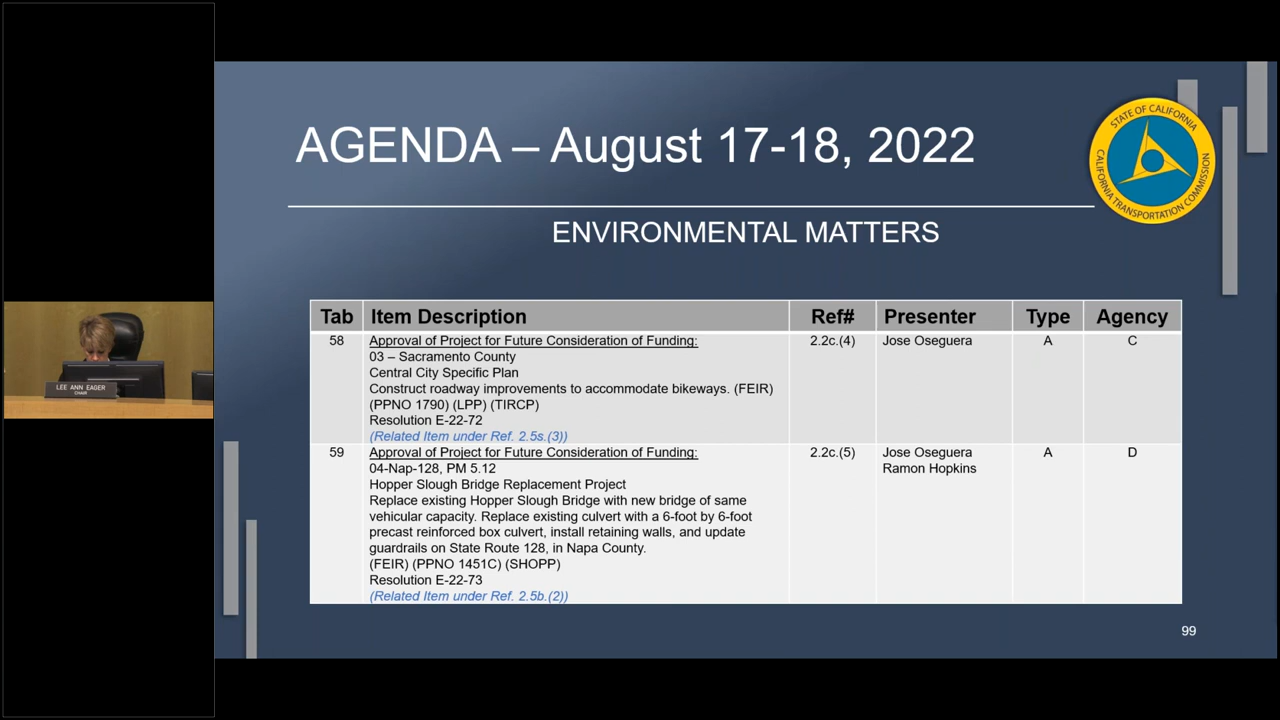 AGENDA – August 17-18, 2022
STATE OF CALIFORNIA
CALIFORNIA TRANSPORTATION COMMISSION
ENVIRONMENTAL MATTERS
Tab Item Description Ref# Presenter Type Agency
58 Approval of Project for Future Consideration of Funding: 2.2c.(4) Jose Oseguera A C
03 – Sacramento County
Central City Specific Plan
Construct roadway improvements to accommodate bikeways. (FEIR)
(PPNO 1790) (LPP) (TIRCP)
Resolution E-22-72
(Related Item under Ref. 2.5s.(3))
59 Approval of Project for Future Consideration of Funding: 2.2c.(5) Jose Oseguera A D
04-Nap-128, PM 5.12 Ramon Hopkins
Hopper Slough Bridge Replacement Project
Replace existing Hopper Slough Bridge with new bridge of same
vehicular capacity. Replace existing culvert with a 6-foot by 6-foot
precast reinforced box culvert, install retaining walls, and update
guardrails on State Route 128, in Napa County.
(FEIR) (PPNO 1451C) (SHOPP)
Resolution E-22-73
(Related Item under Ref. 2.5b.(2))
99
LEE ANN EAGER
CHAIR